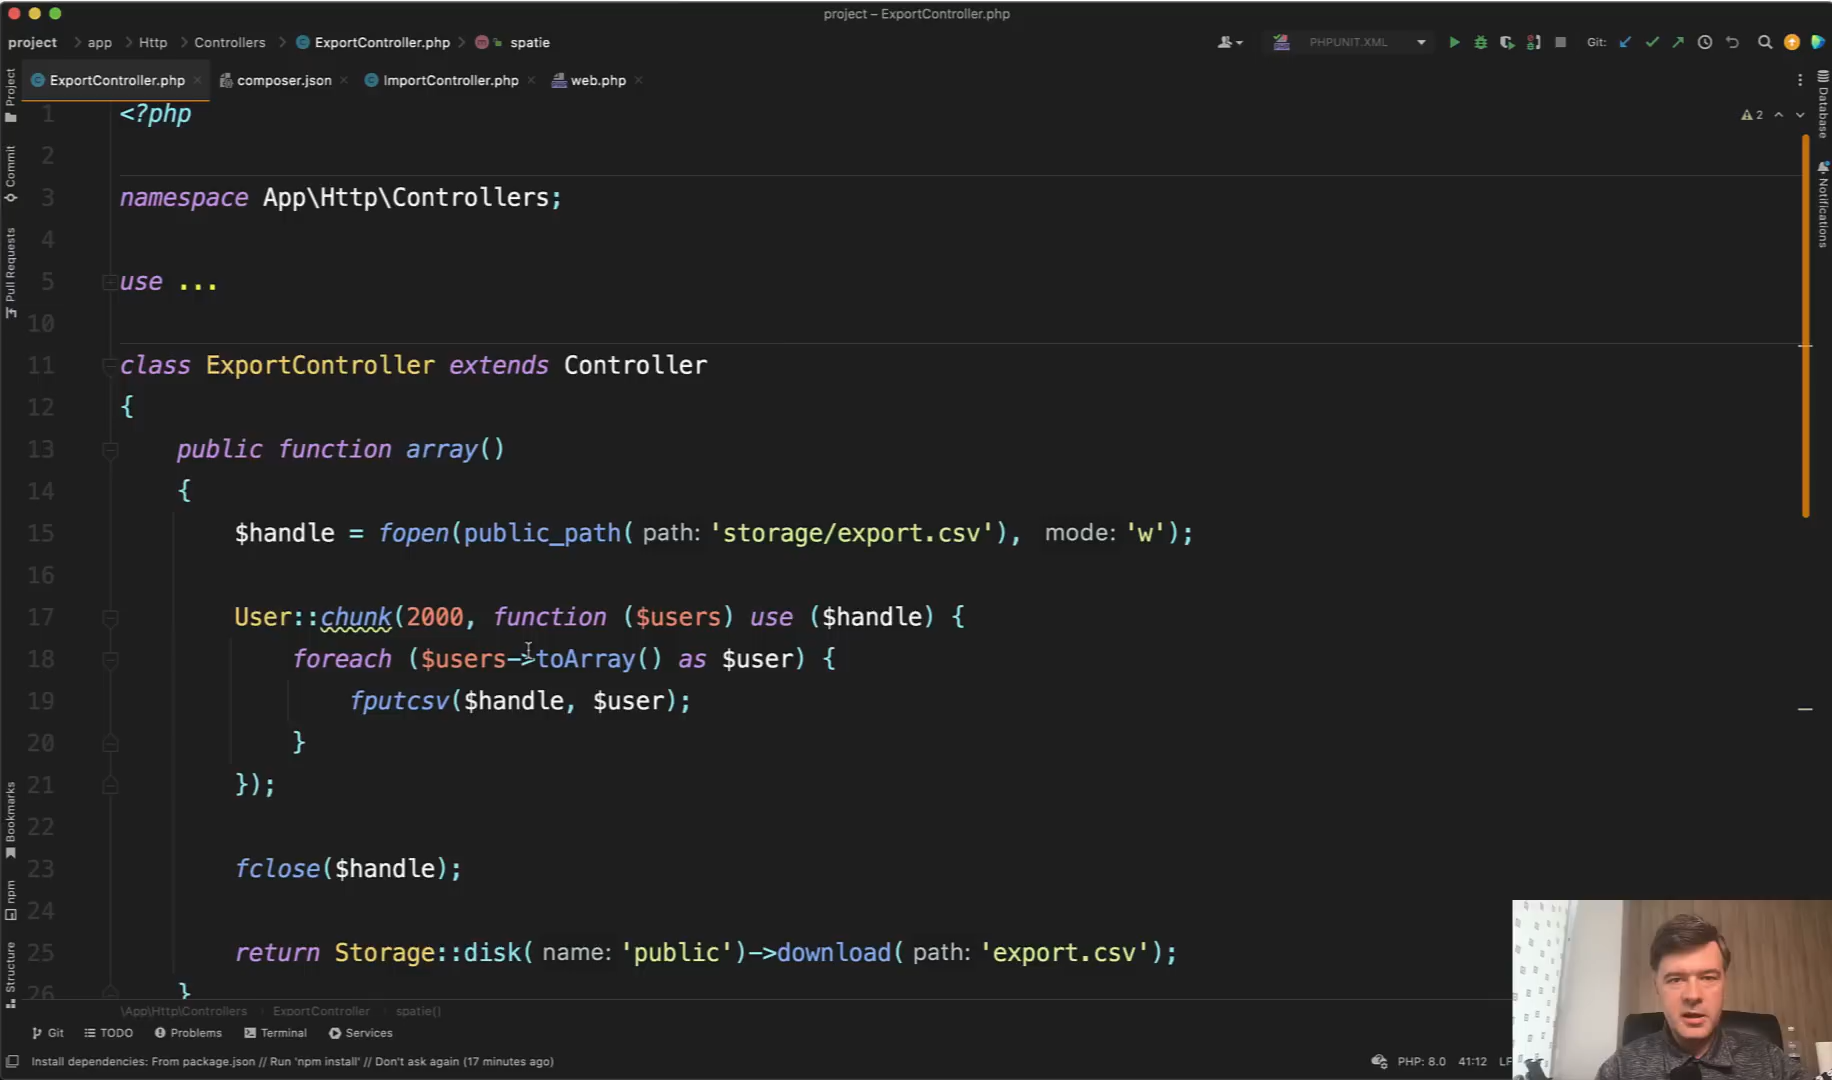 project – ExportController.php
project > app > Http > Controllers > ExportController.php > spatie
PHPUNIT.XML
Git:
ExportController.php
composer.json
ImportController.php
web.php
Project
Commit
Pull Requests
Bookmarks
npm
Structure
Database
Notifications
2
1 <?php
2
3 namespace App\Http\Controllers;
4
5 use ...
10
11 class ExportController extends Controller
12 {
13 public function array()
14 {
15 $handle = fopen(public_path( path: 'storage/export.csv'), mode: 'w');
16
17 User::chunk(2000, function ($users) use ($handle) {
18 foreach ($users->toArray() as $user) {
19 fputcsv($handle, $user);
20 }
21 });
22
23 fclose($handle);
24
25 return Storage::disk( name: 'public')->download( path: 'export.csv');
26 }
\App\Http\Controllers ExportController spatie()
Git TODO Problems Terminal Services
Install dependencies: From package.json // Run 'npm install' // Don't ask again (17 minutes ago)
PHP: 8.0 41:12 LF